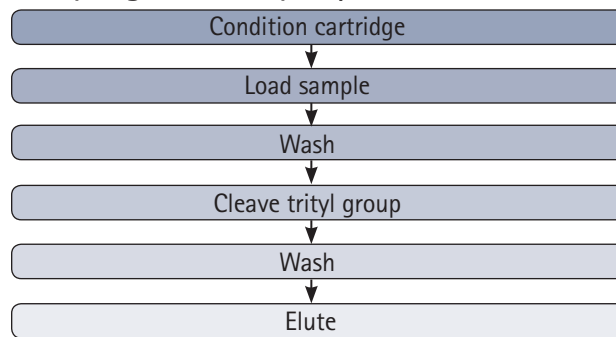 Condition cartridge
Load sample
Wash
Cleave trityl group
Wash
Elute